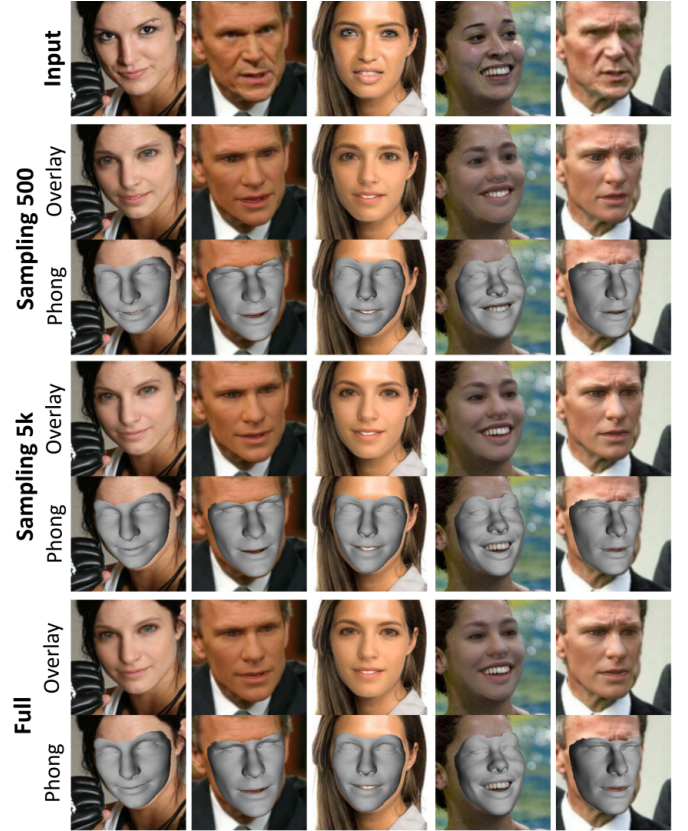 Input
Sampling 500
Overlay
Phong
Sampling 5k
Overlay
Phong
Full
Overlay
Phong